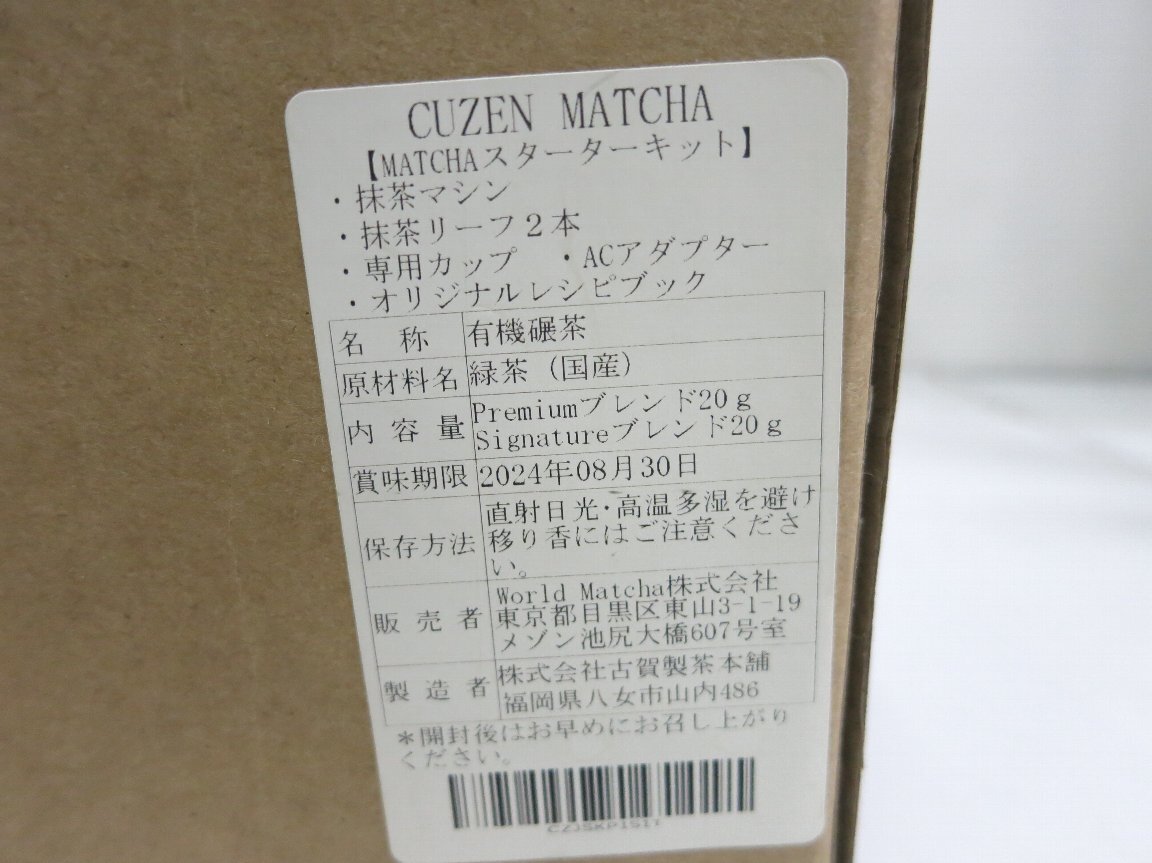 CUZEN MATCHA
【MATCHAスターターキット】
・抹茶マシン
・抹茶リーフ2本
・専用カップ ・ACアダプター
・オリジナルレシピブック
名 称 有機碾茶
原材料名 緑茶(国産)
内 容 量 Premiumブレンド20g
Signatureブレンド20g
賞味期限 2024年08月30日
保存方法 直射日光・高温多湿を避け
移り香にはご注意くださ
い。
販 売 者 World Matcha株式会社
東京都目黒区東山3-1-19
メゾン池尻大橋607号室
製 造 者 株式会社古賀製茶本舗
福岡県八女市山内486
*開封後はお早めにお召し上がり
ください。